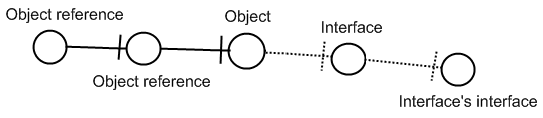 Object reference
Object reference
Object
Interface
Interface's interface